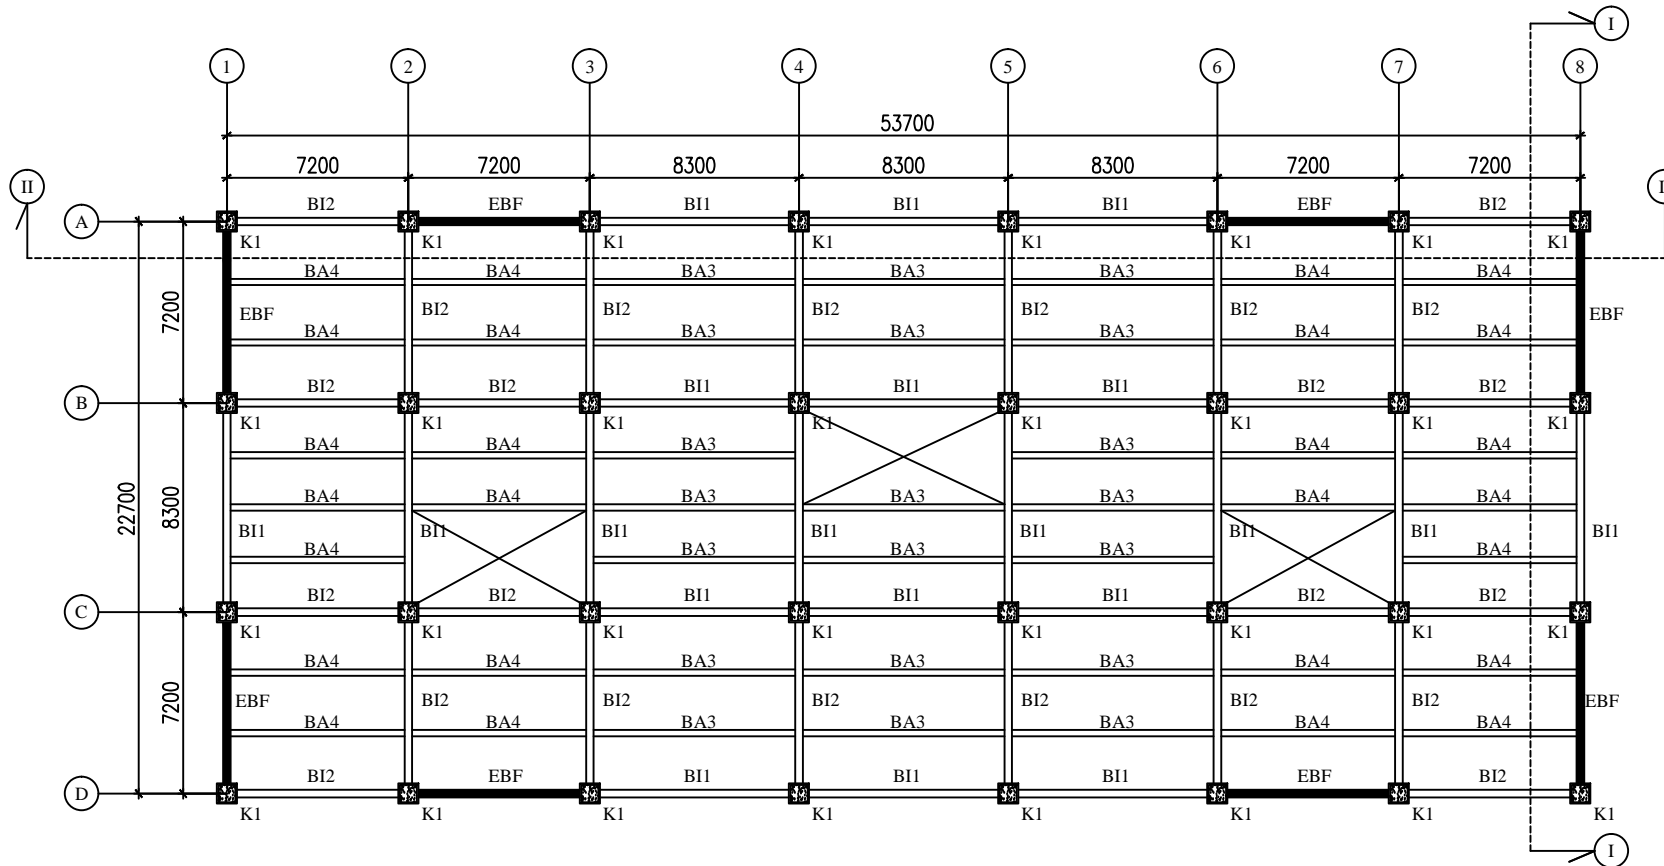 I
1 2 3 4 5 6 7 8
53700
7200 7200 8300 8300 8300 7200 7200
II
BI2 EBF BI1 BI1 BI1 EBF BI2
A
K1 K1 K1 K1 K1 K1 K1 K1
BA4 BA4 BA3 BA3 BA3 BA4 BA4
7200
EBF BI2 BI2 BI2 BI2 BI2 BI2 EBF
BA4 BA4 BA3 BA3 BA3 BA4 BA4
BI2 BI2 BI1 BI1 BI1 BI2 BI2
B
K1 K1 K1 K1 K1 K1 K1 K1
BA4 BA4 BA3 BA3 BA4 BA4
22700
8300
BA4 BA4 BA3 BA3 BA3 BA4 BA4
BI1 BI1 BI1 BI1 BI1 BI1 BI1 BI1
BA4 BA3 BA3 BA3 BA4
BI2 BI2 BI1 BI1 BI1 BI2 BI2
C
K1 K1 K1 K1 K1 K1 K1 K1
BA4 BA4 BA3 BA3 BA3 BA4 BA4
7200
EBF BI2 BI2 BI2 BI2 BI2 BI2 EBF
BA4 BA4 BA3 BA3 BA3 BA4 BA4
BI2 EBF BI1 BI1 BI1 EBF BI2
D
K1 K1 K1 K1 K1 K1 K1 K1
I